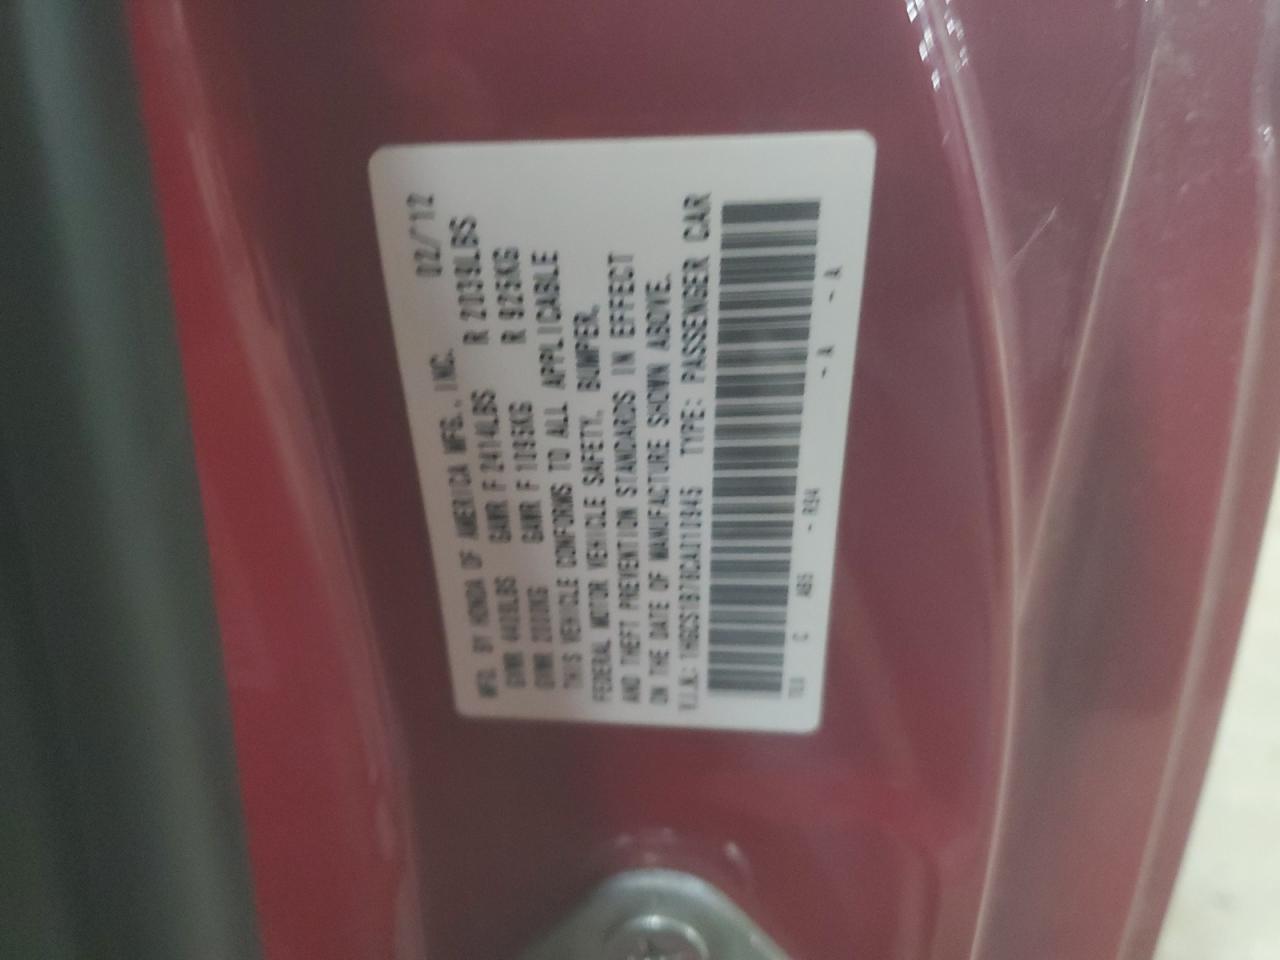 MFD. BY HONDA OF AMERICA MFG., INC. 02/'12
GVWR 4409LBS GAWR F 2414LBS R 2039LBS
GVWR 2000KG GAWR F 1095KG R 925KG
THIS VEHICLE CONFORMS TO ALL APPLICABLE
FEDERAL MOTOR VEHICLE SAFETY, BUMPER,
AND THEFT PREVENTION STANDARDS IN EFFECT
ON THE DATE OF MANUFACTURE SHOWN ABOVE.
V.I.N.: TYPE: PASSENGER CAR
C - - A - A